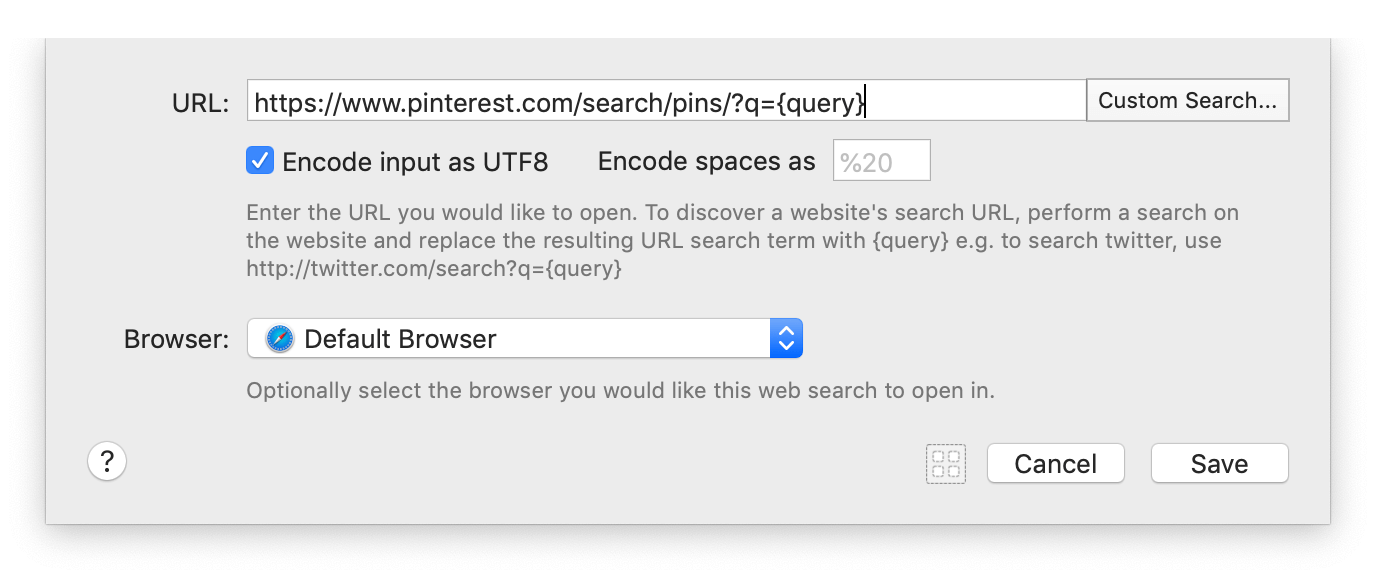 URL: https://www.pinterest.com/search/pins/?q={query} Custom Search...
Encode input as UTF8 Encode spaces as %20
Enter the URL you would like to open. To discover a website's search URL, perform a search on
the website and replace the resulting URL search term with {query} e.g. to search twitter, use
http://twitter.com/search?q={query}
Browser: Default Browser
Optionally select the browser you would like this web search to open in.
? Cancel Save